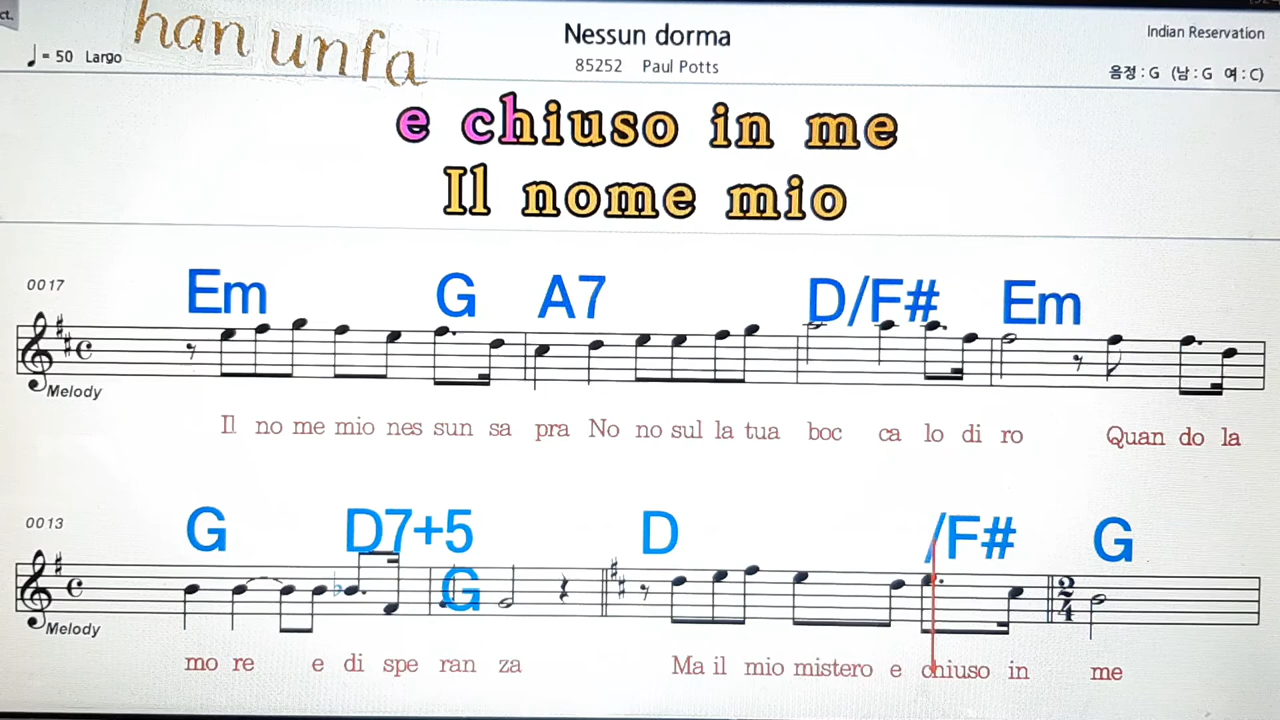 ct.
han unfa
Nessun dorma
Indian Reservation
= 50 Largo
85252 Paul Potts
음정 : G (남 : G 여 : C)
e chiuso in me
Il nome mio
0017
Em G A7 D/F# Em
Melody
Il no me mio nes sun sa pra No no sul la tua boc ca lo di ro Quan do la
0013
G D7+5 G D /F# G
2/4
Melody
mo re e di spe ran za Ma il mio mistero e chiuso in me